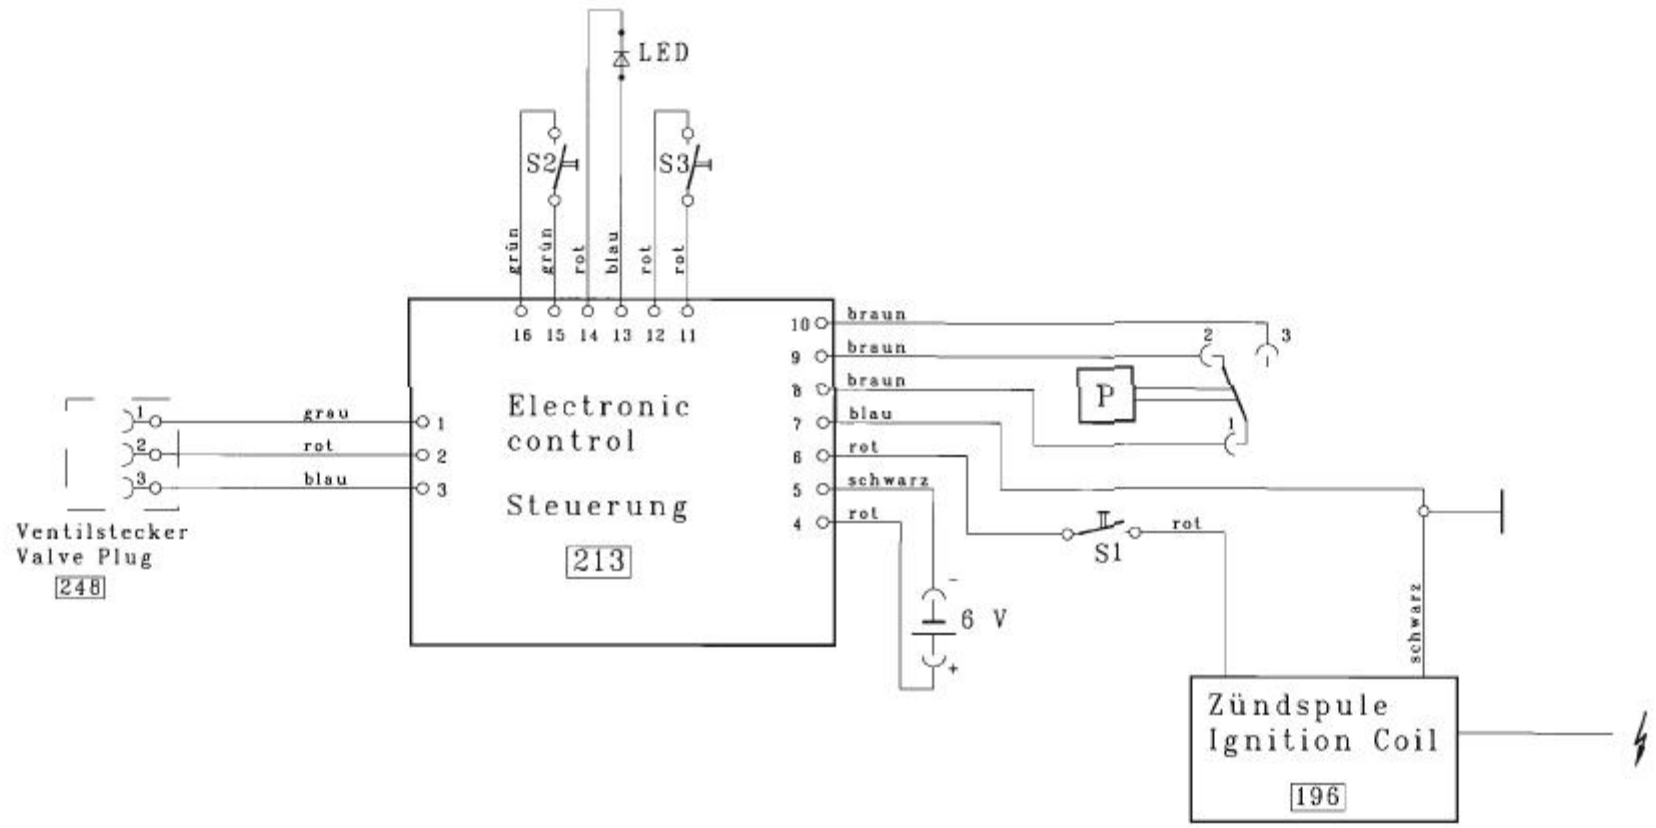 LED
S2
S3
grün
grün
rot
blau
rot
rot
16 15 14 13 12 11
10 braun
9 braun
8 braun
7 blau
6 rot
5 schwarz
4 rot
2
3
P
1
1 grau 1
2 rot 2
3 blau 3
Electronic
control
Steuerung
213
Ventilstecker
Valve Plug
248
S1
rot
-
6 V
+
schwarz
Zündspule
Ignition Coil
196